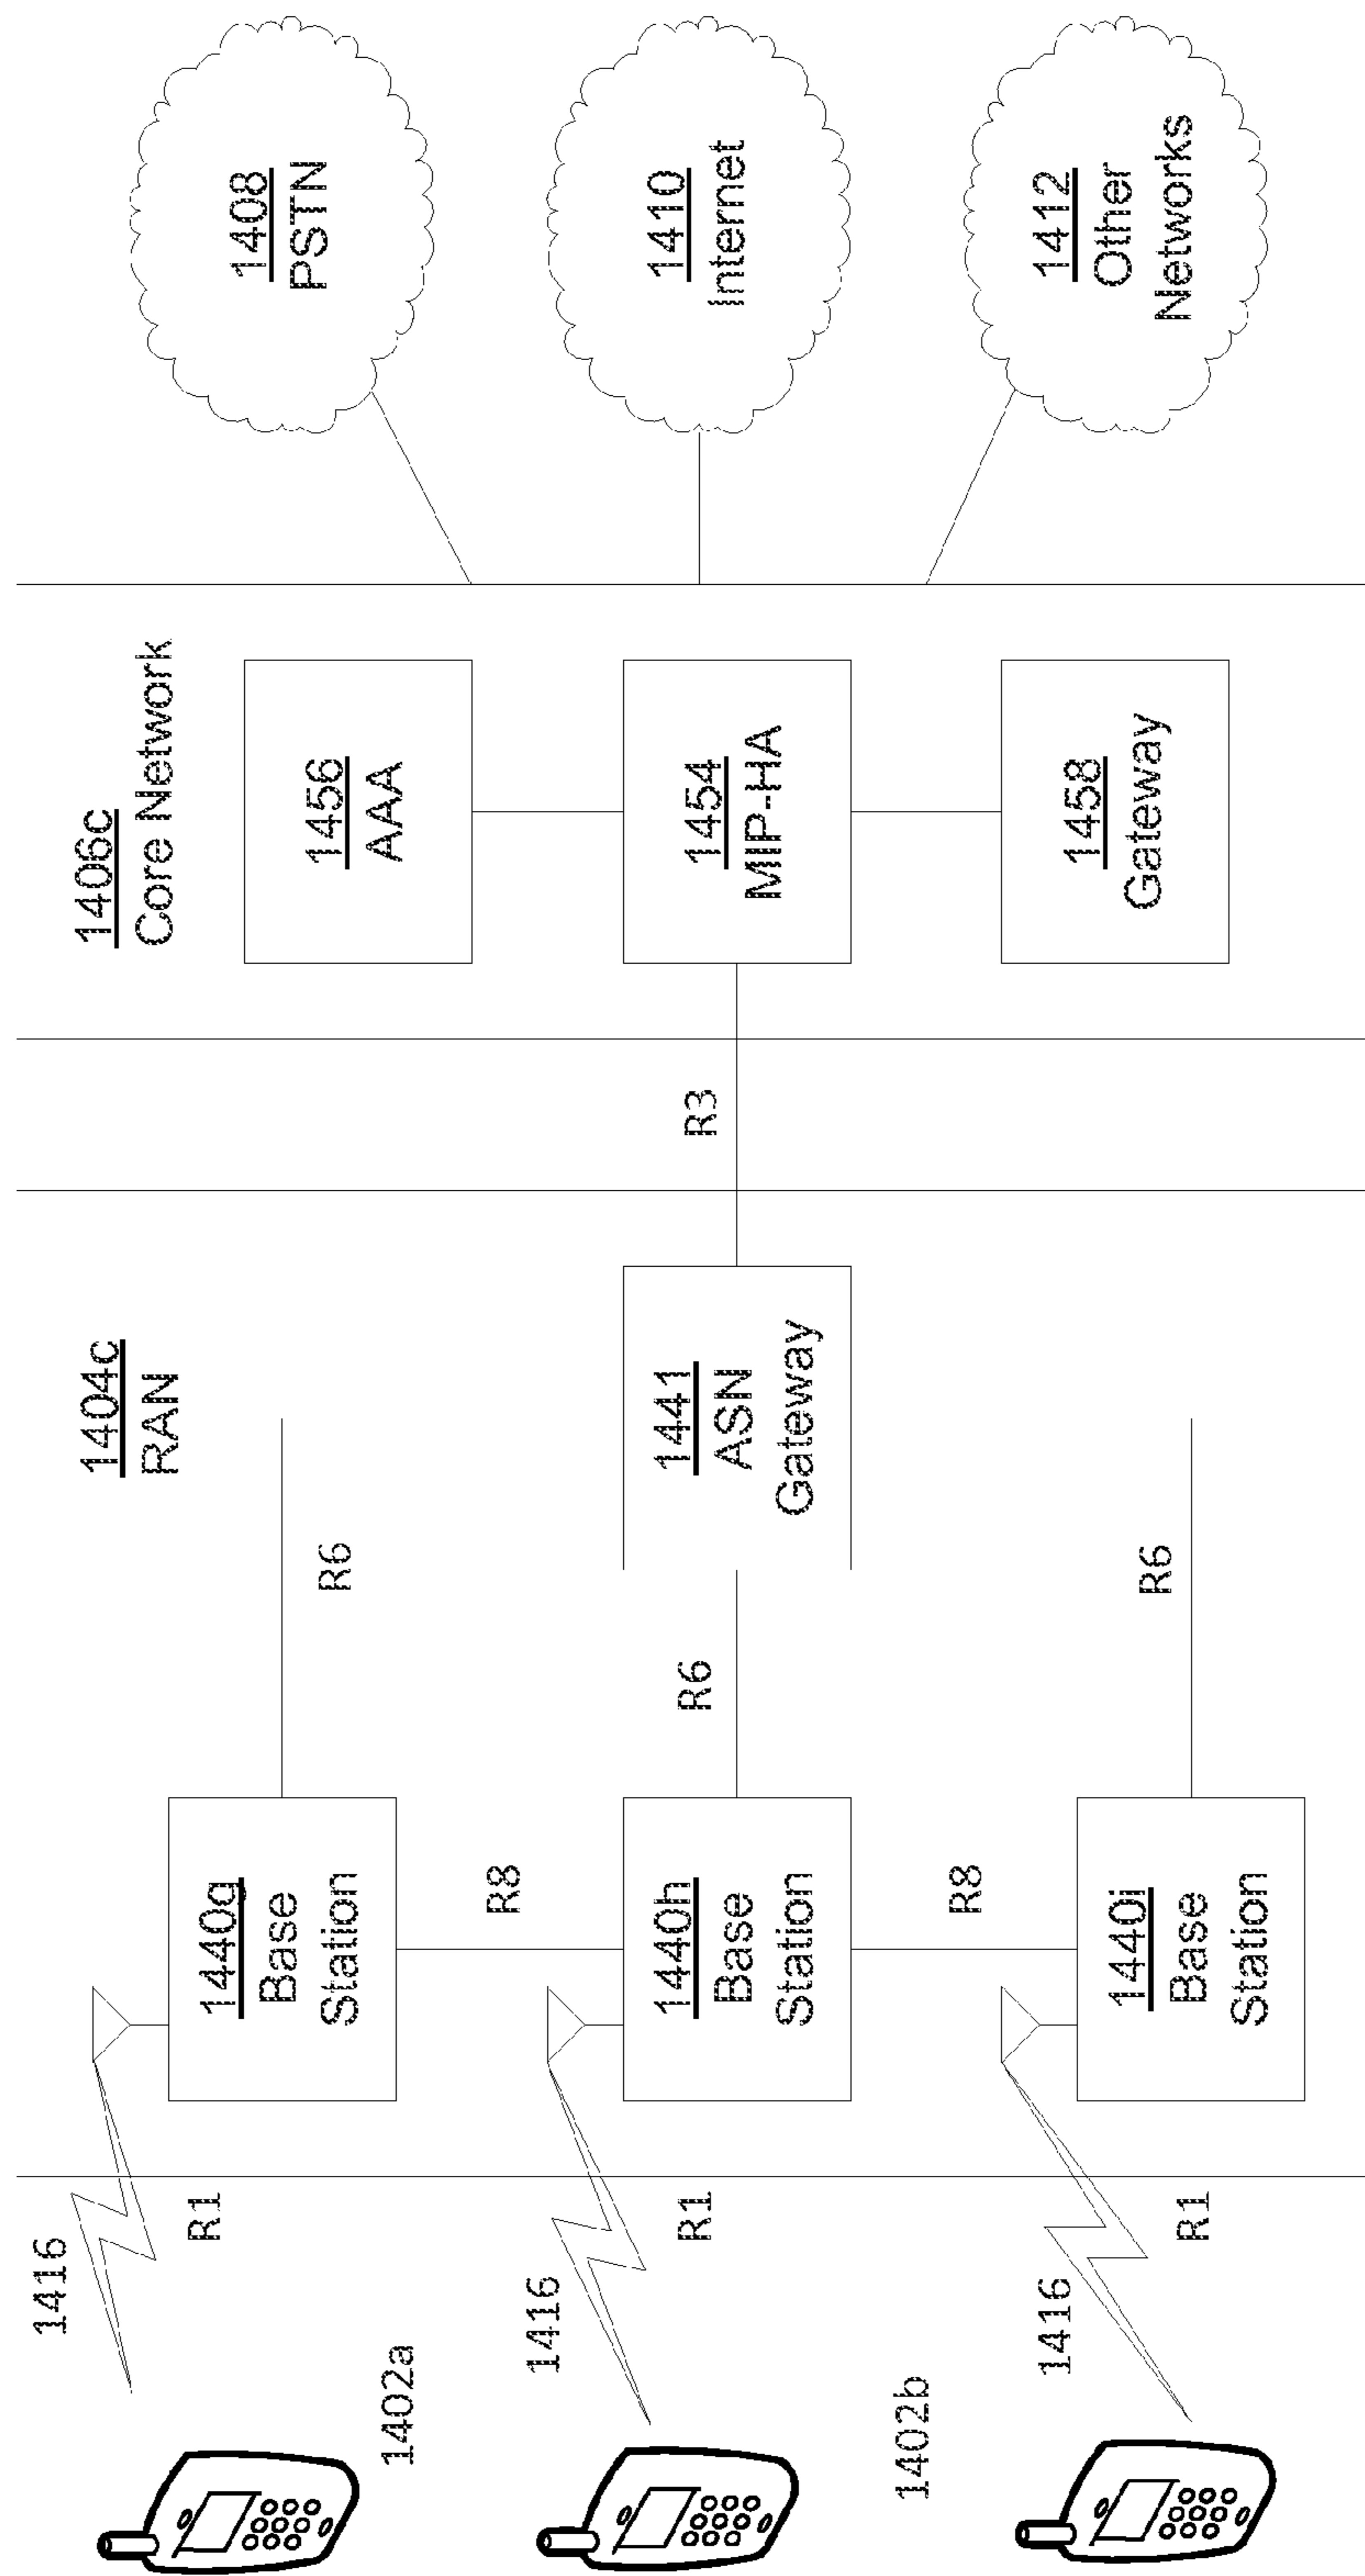 1416
1404c
RAN
1406c
Core Network
R1
1440g
Base
Station
R6
1456
AAA
1408
PSTN
1402a
R8
1416
R1
1440h
Base
Station
R6
1441
ASN
Gateway
R3
1454
MIP-HA
1410
Internet
1402b
R8
1416
R1
1440i
Base
Station
R6
1458
Gateway
1412
Other
Networks